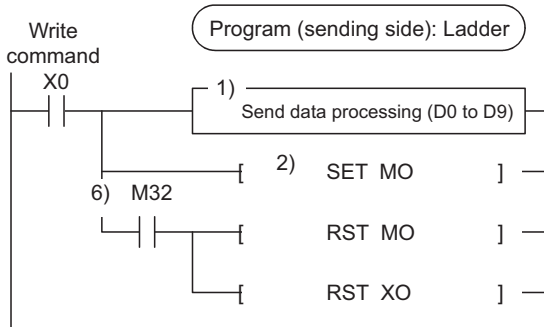 Program (sending side): Ladder
Write
command
X0
1)
Send data processing (D0 to D9)
[ 2) SET MO ]
6) M32
[ RST MO ]
[ RST XO ]